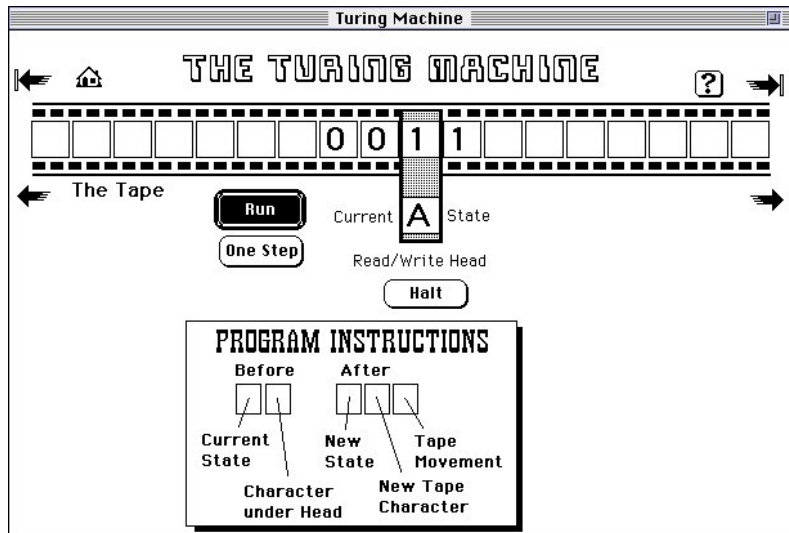 Turing Machine
THE TURING MACHINE
?
0 0 1 1
The Tape
Run
Current A State
One Step
Read/Write Head
Halt
PROGRAM INSTRUCTIONS
Before After
Current State
New State
Tape Movement
Character under Head
New Tape Character